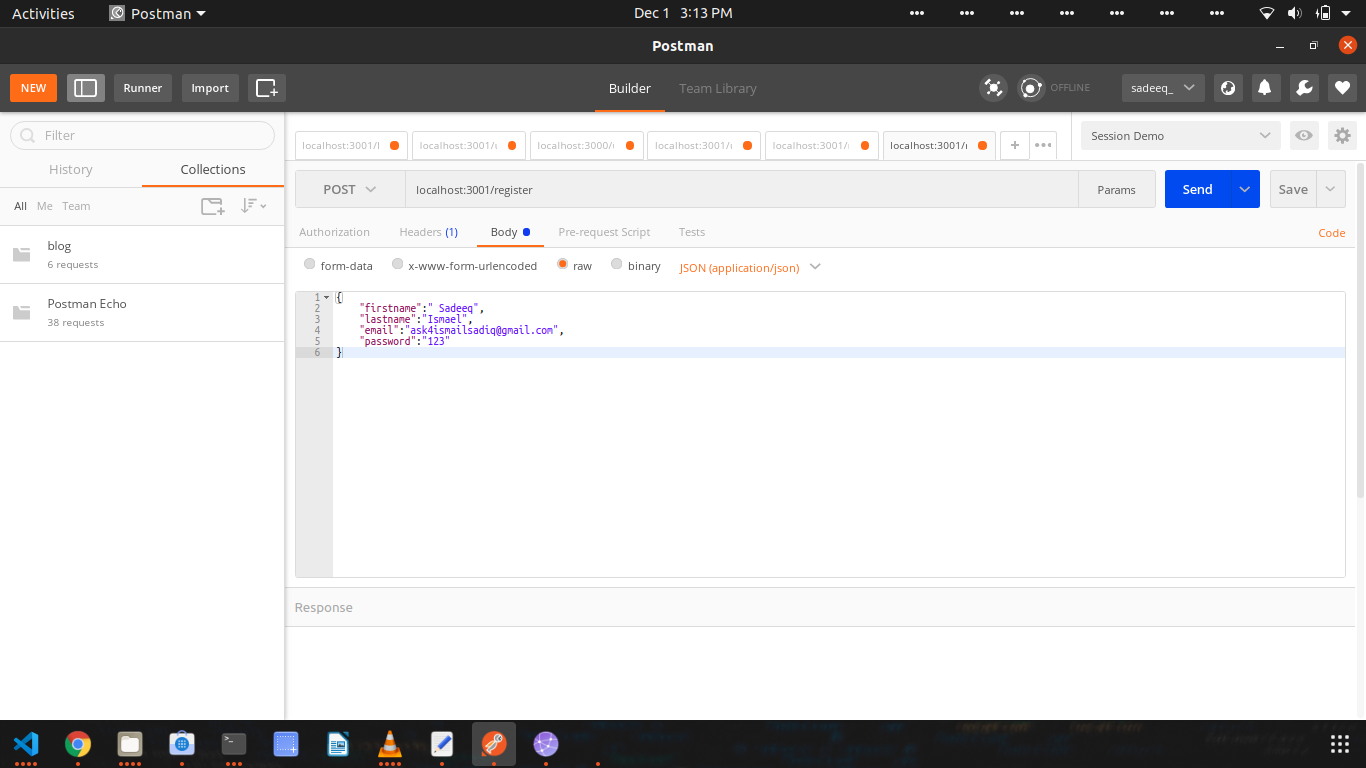 Activities Postman Dec 1 3:13 PM
Postman
NEW Runner Import Builder Team Library OFFLINE sadeeq_
Filter
History Collections
All Me Team
blog
6 requests
Postman Echo
38 requests
localhost:3001/ localhost:3001/ localhost:3000/ localhost:3001/ localhost:3001/ localhost:3001/ + Session Demo
POST localhost:3001/register Params Send Save
Authorization Headers (1) Body Pre-request Script Tests Code
form-data x-www-form-urlencoded raw binary JSON (application/json)
1 {
2 "firstname":" Sadeeq",
3 "lastname":"Ismael",
4 "email":"ask4ismailsadiq@gmail.com",
5 "password":"123"
6 }
Response